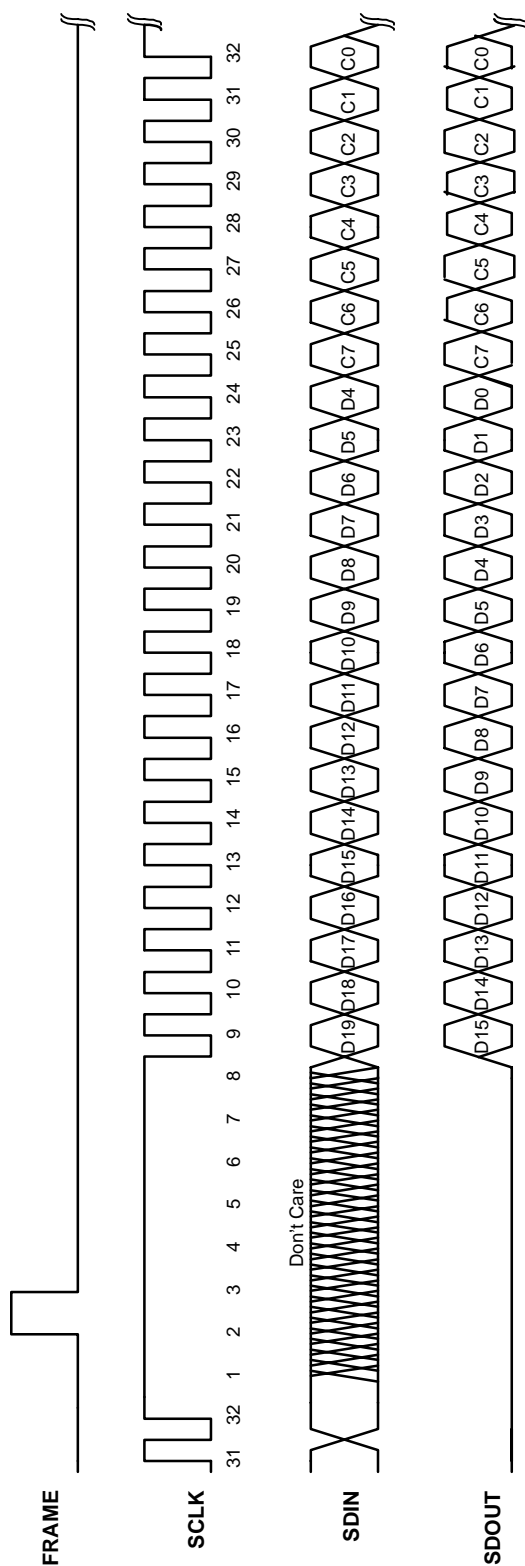 FRAME
SCLK
31 32 1 2 3 4 5 6 7 8 9 10 11 12 13 14 15 16 17 18 19 20 21 22 23 24 25 26 27 28 29 30 31 32
Don't Care
SDIN
D19 D18 D17 D16 D15 D14 D13 D12 D11 D10 D9 D8 D7 D6 D5 D4 C7 C6 C5 C4 C3 C2 C1 C0
SDOUT
D15 D14 D13 D12 D11 D10 D9 D8 D7 D6 D5 D4 D3 D2 D1 D0 C7 C6 C5 C4 C3 C2 C1 C0